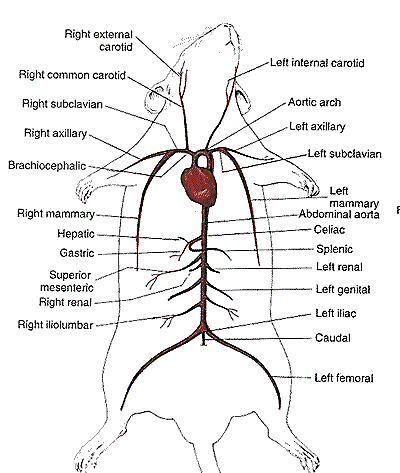 Right external
carotid
Right common carotid
Right subclavian
Right axillary
Brachiocephalic
Right mammary
Hepatic
Gastric
Superior
mesenteric
Right renal
Right iliolumbar
Left internal carotid
Aortic arch
Left axillary
Left subclavian
Left
mammary
Abdominal aorta
Celiac
Splenic
Left renal
Left genital
Left iliac
Caudal
Left femoral